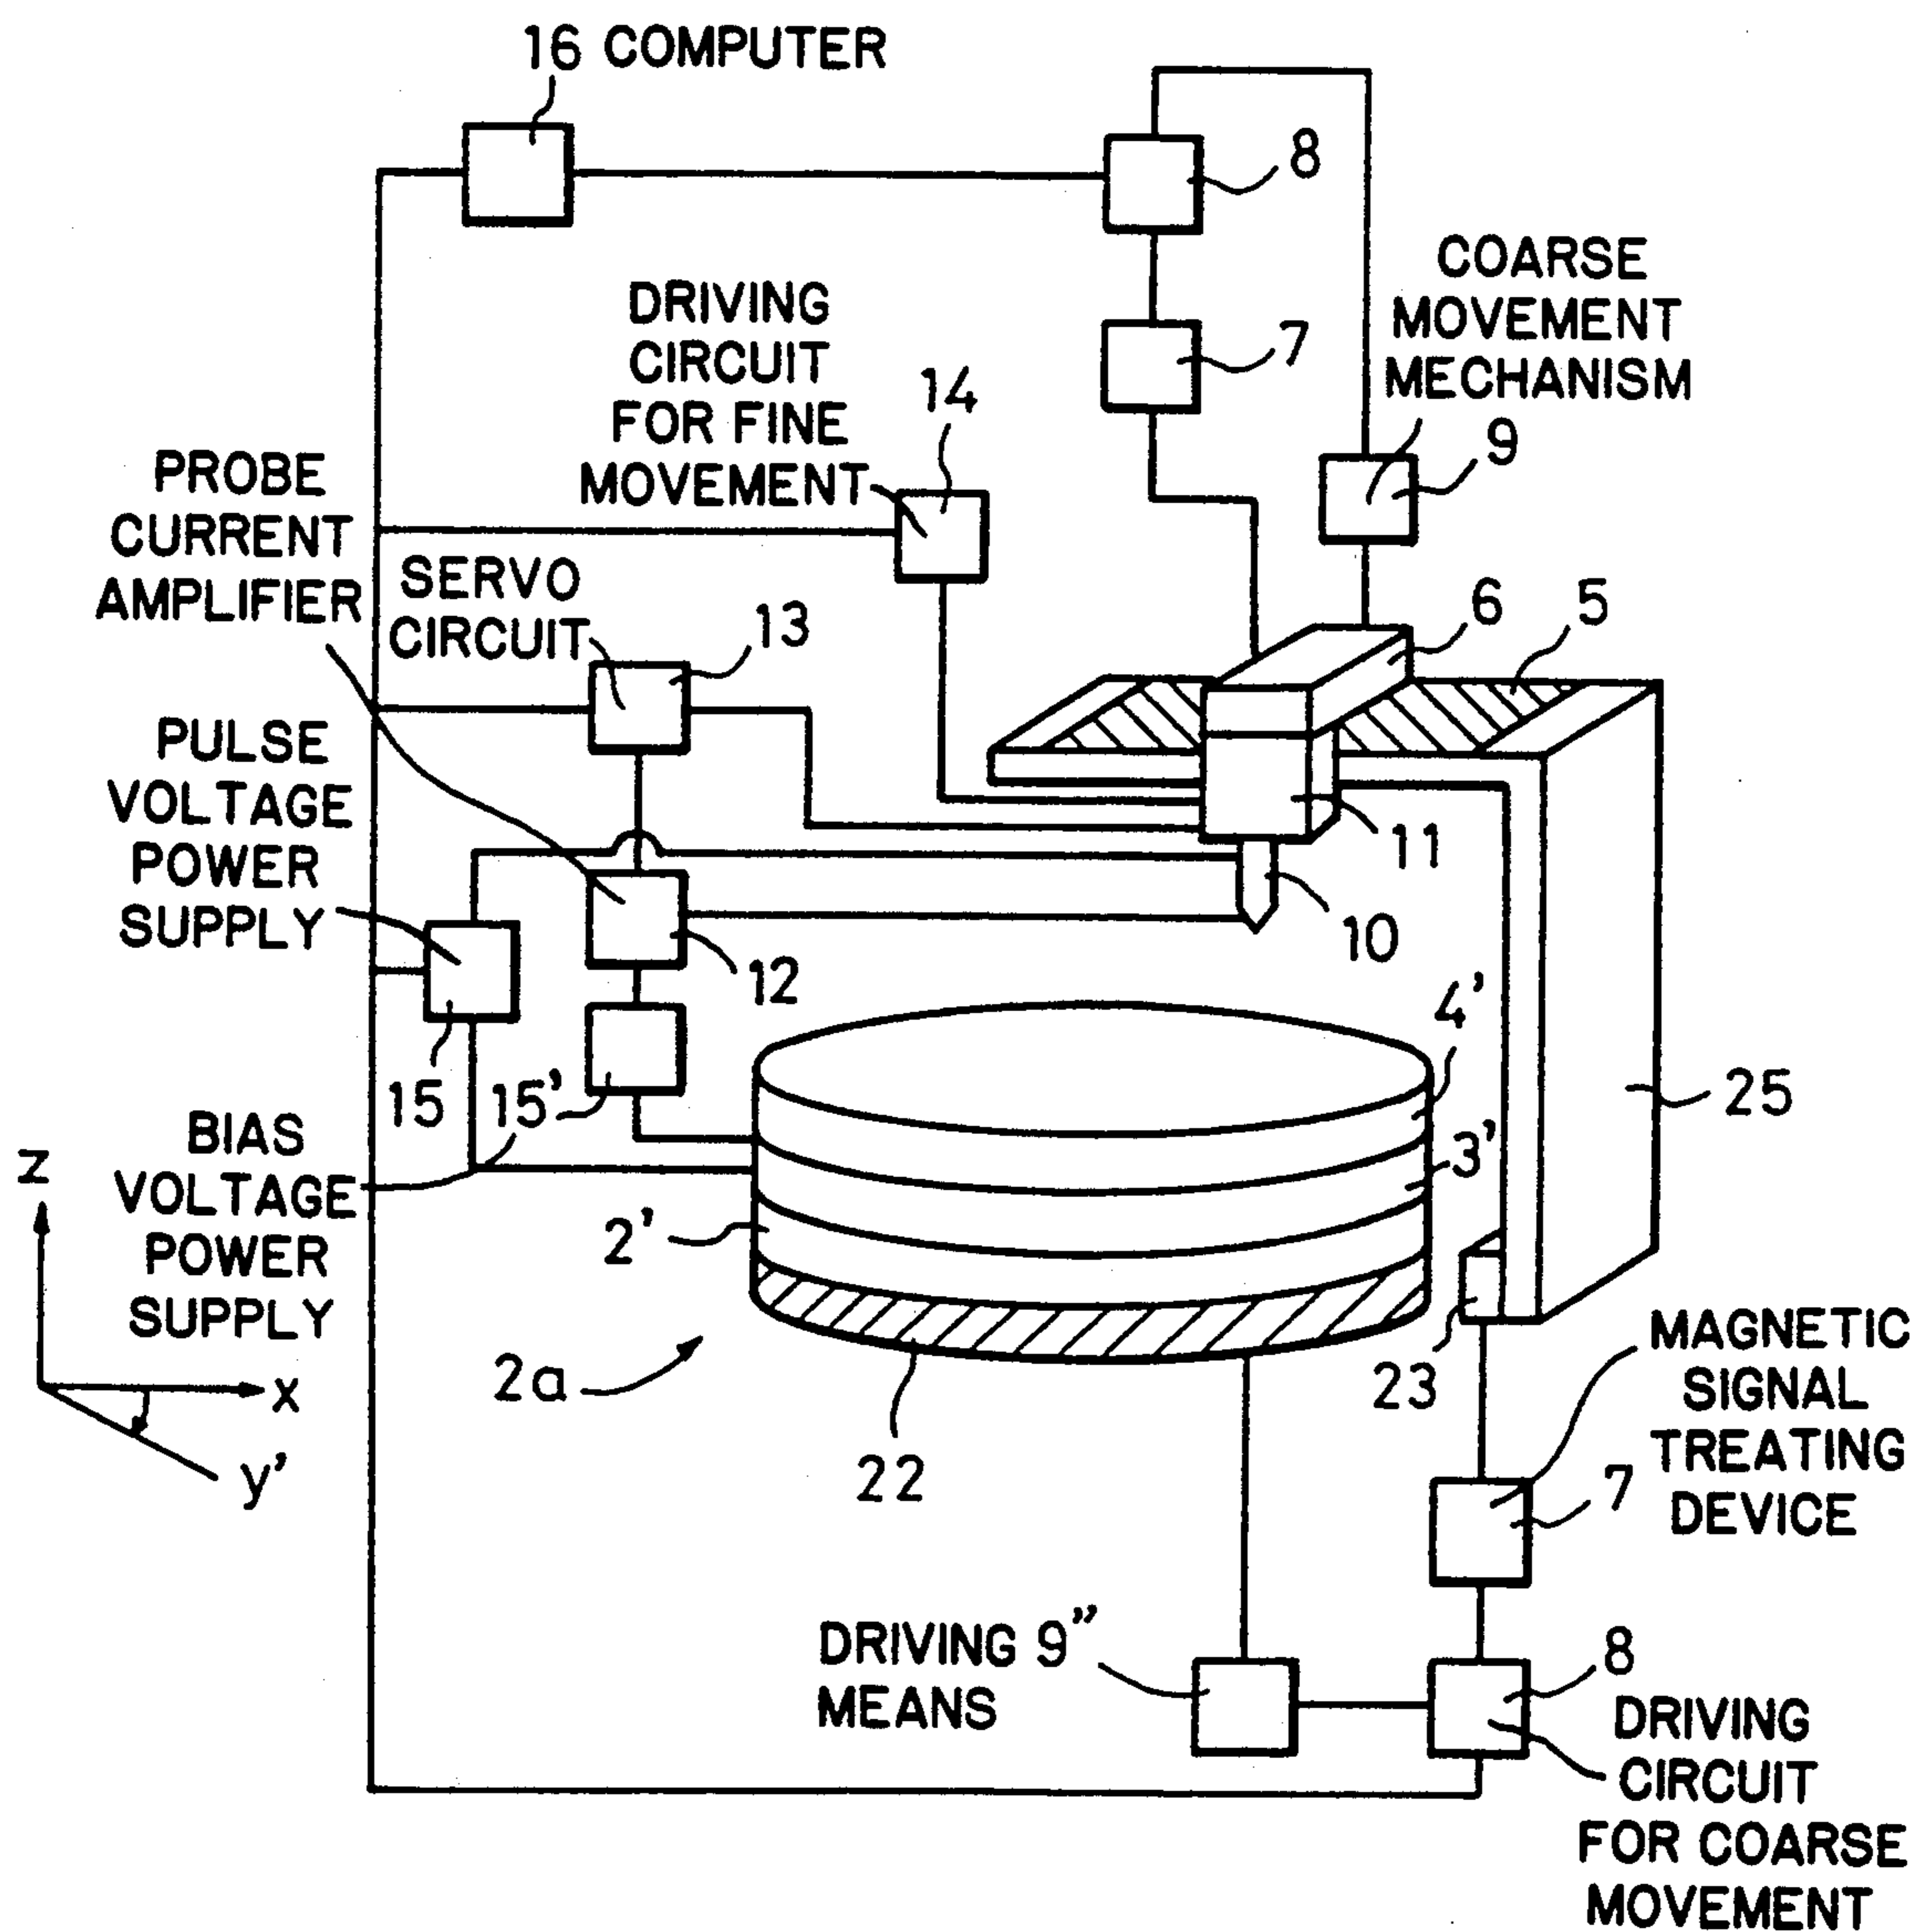 16 COMPUTER
8
COARSE
MOVEMENT
MECHANISM
9
7
DRIVING
CIRCUIT
FOR FINE
MOVEMENT
14
PROBE
CURRENT
AMPLIFIER
SERVO
CIRCUIT
13
6
5
PULSE
VOLTAGE
POWER
SUPPLY
11
10
12
15
15'
4'
3'
25
BIAS
VOLTAGE
POWER
SUPPLY
2'
z
x
y'
2a
22
23
MAGNETIC
SIGNAL
TREATING
DEVICE
7
DRIVING 9"
MEANS
8
DRIVING
CIRCUIT
FOR COARSE
MOVEMENT